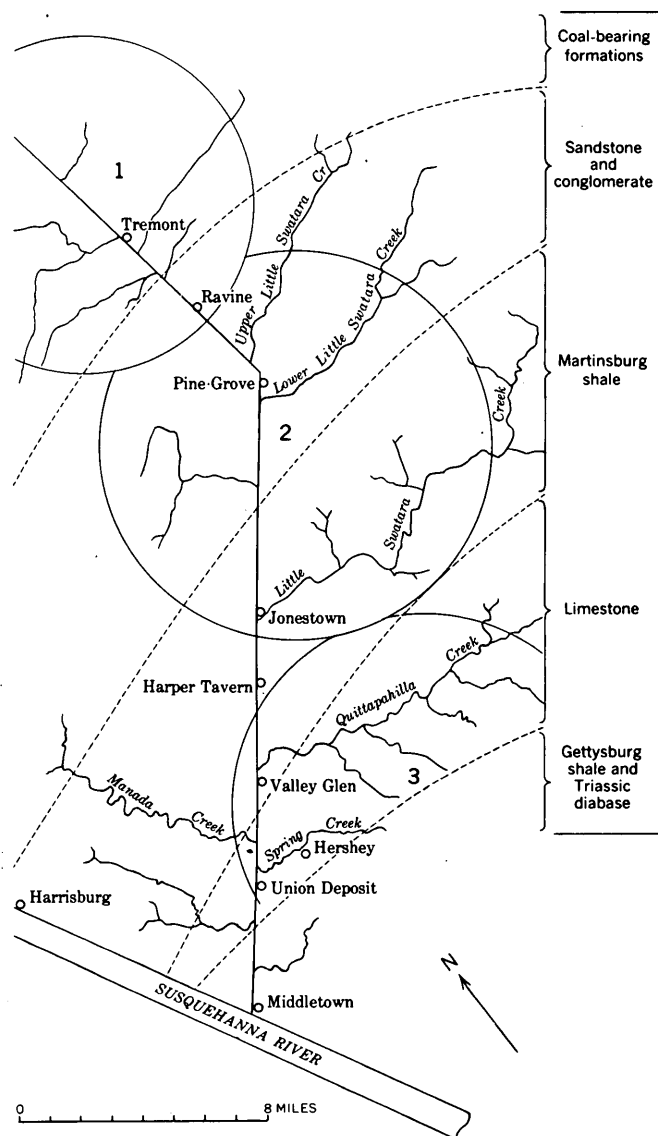 Coal-bearing
formations
Sandstone
and
conglomerate
Martinsburg
shale
Limestone
Gettysburg
shale and
Triassic
diabase
1
Tremont
Ravine
Upper Little Swatara Cr
Lower Little Swatara Creek
Pine Grove
2
Little Swatara Creek
Jonestown
Harper Tavern
Quittapahilla Creek
Valley Glen
3
Manada Creek
Spring Creek
Hershey
Union Deposit
Harrisburg
N
Middletown
SUSQUEHANNA RIVER
0 8 MILES